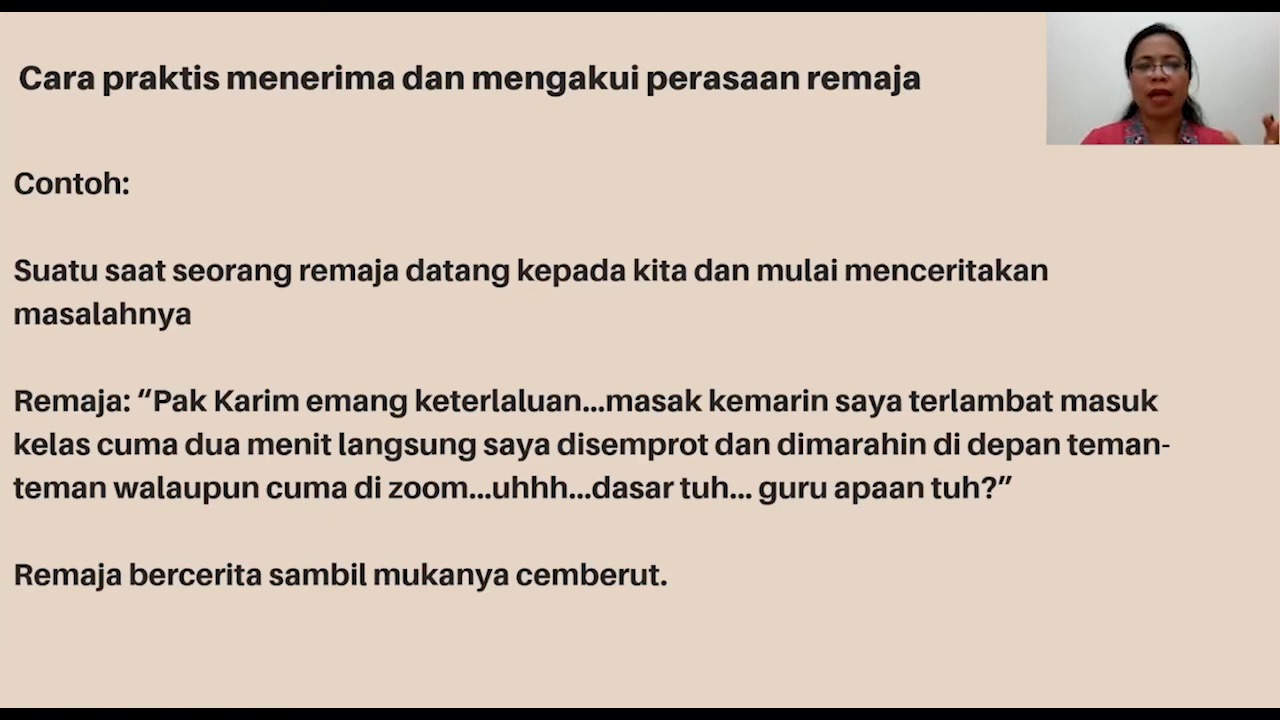 Cara praktis menerima dan mengakui perasaan remaja
Contoh:
Suatu saat seorang remaja datang kepada kita dan mulai menceritakan
masalahnya
Remaja: “Pak Karim emang keterlaluan...masak kemarin saya terlambat masuk
kelas cuma dua menit langsung saya disemprot dan dimarahin di depan teman-
teman walaupun cuma di zoom...uhhh...dasar tuh... guru apaan tuh?”
Remaja bercerita sambil mukanya cemberut.